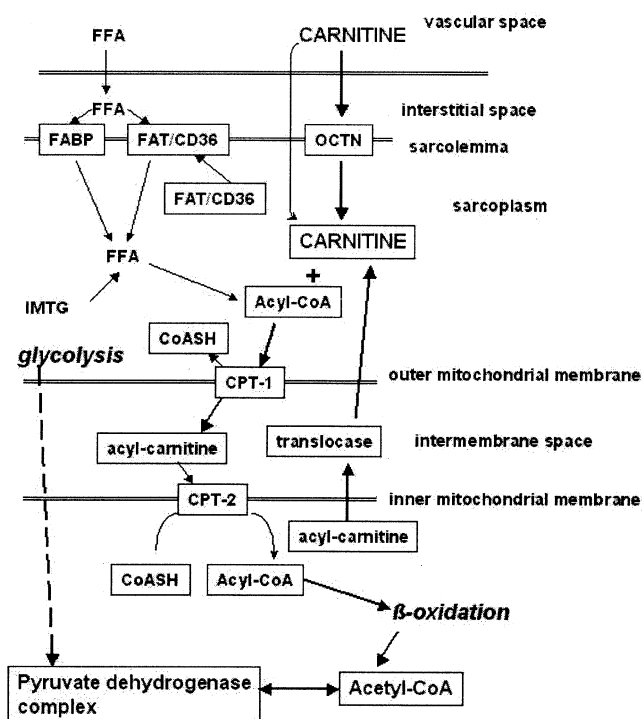 FFA
CARNITINE
vascular space
FFA
interstitial space
FABP
FAT/CD36
OCTN
sarcolemma
FAT/CD36
sarcoplasm
CARNITINE
FFA
+
IMTG
Acyl-CoA
CoASH
glycolysis
CPT-1
outer mitochondrial membrane
acyl-carnitine
translocase
intermembrane space
CPT-2
inner mitochondrial membrane
acyl-carnitine
CoASH
Acyl-CoA
ß-oxidation
Pyruvate dehydrogenase
complex
Acetyl-CoA